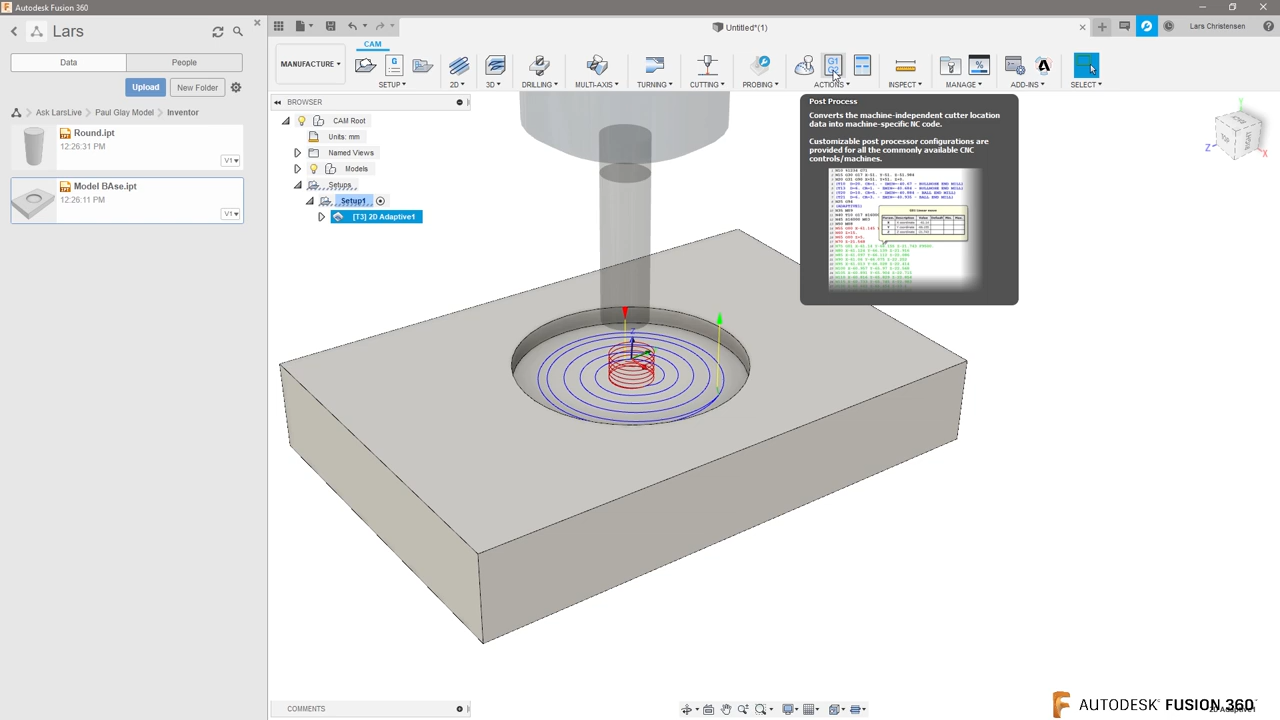 Autodesk Fusion 360
Lars
Data
People
Upload
New Folder
Ask LarsLive
Paul Glay Model
Inventor
Round.ipt
12:26:31 PM
V1
Model BAse.ipt
12:26:11 PM
V1
Untitled*(1)
Lars Christensen
CAM
MANUFACTURE
SETUP
2D
3D
DRILLING
MULTI-AXIS
TURNING
CUTTING
PROBING
G1
G2
ACTIONS
INSPECT
MANAGE
ADD-INS
SELECT
BROWSER
CAM Root
Units: mm
Named Views
Models
Setups
Setup1
[T3] 2D Adaptive1
Post Process
Converts the machine-independent cutter location
data into machine-specific NC code.
Customizable post processor configurations are
provided for all the commonly available CNC
controls/machines.
Z
Y
X
Z
COMMENTS
AUTODESK® FUSION 360™